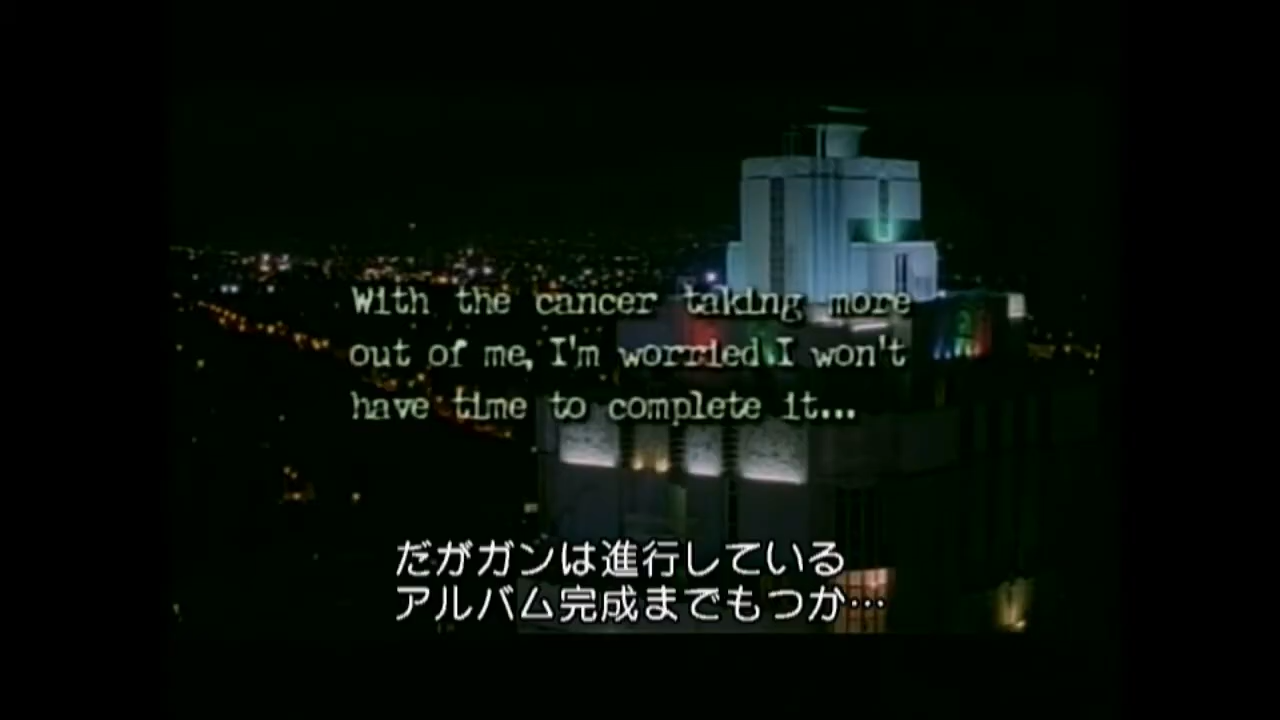 With the cancer taking more
out of me, I'm worried I won't
have time to complete it...
だがガンは進行している
アルバム完成までもつか…